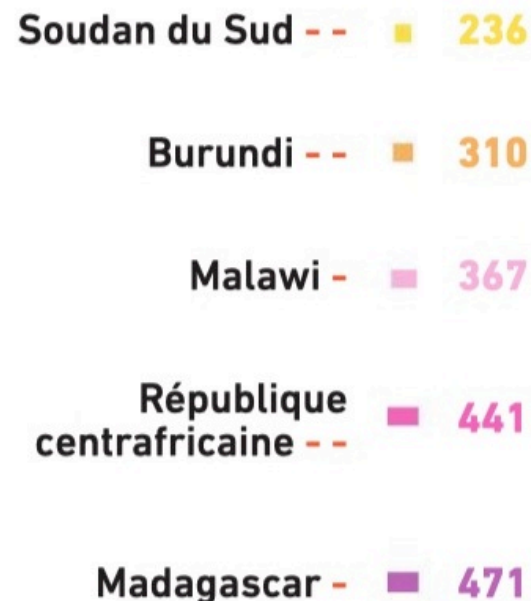 Soudan du Sud - - 236
Burundi - - 310
Malawi - 367
République
centrafricaine - - 441
Madagascar - 471